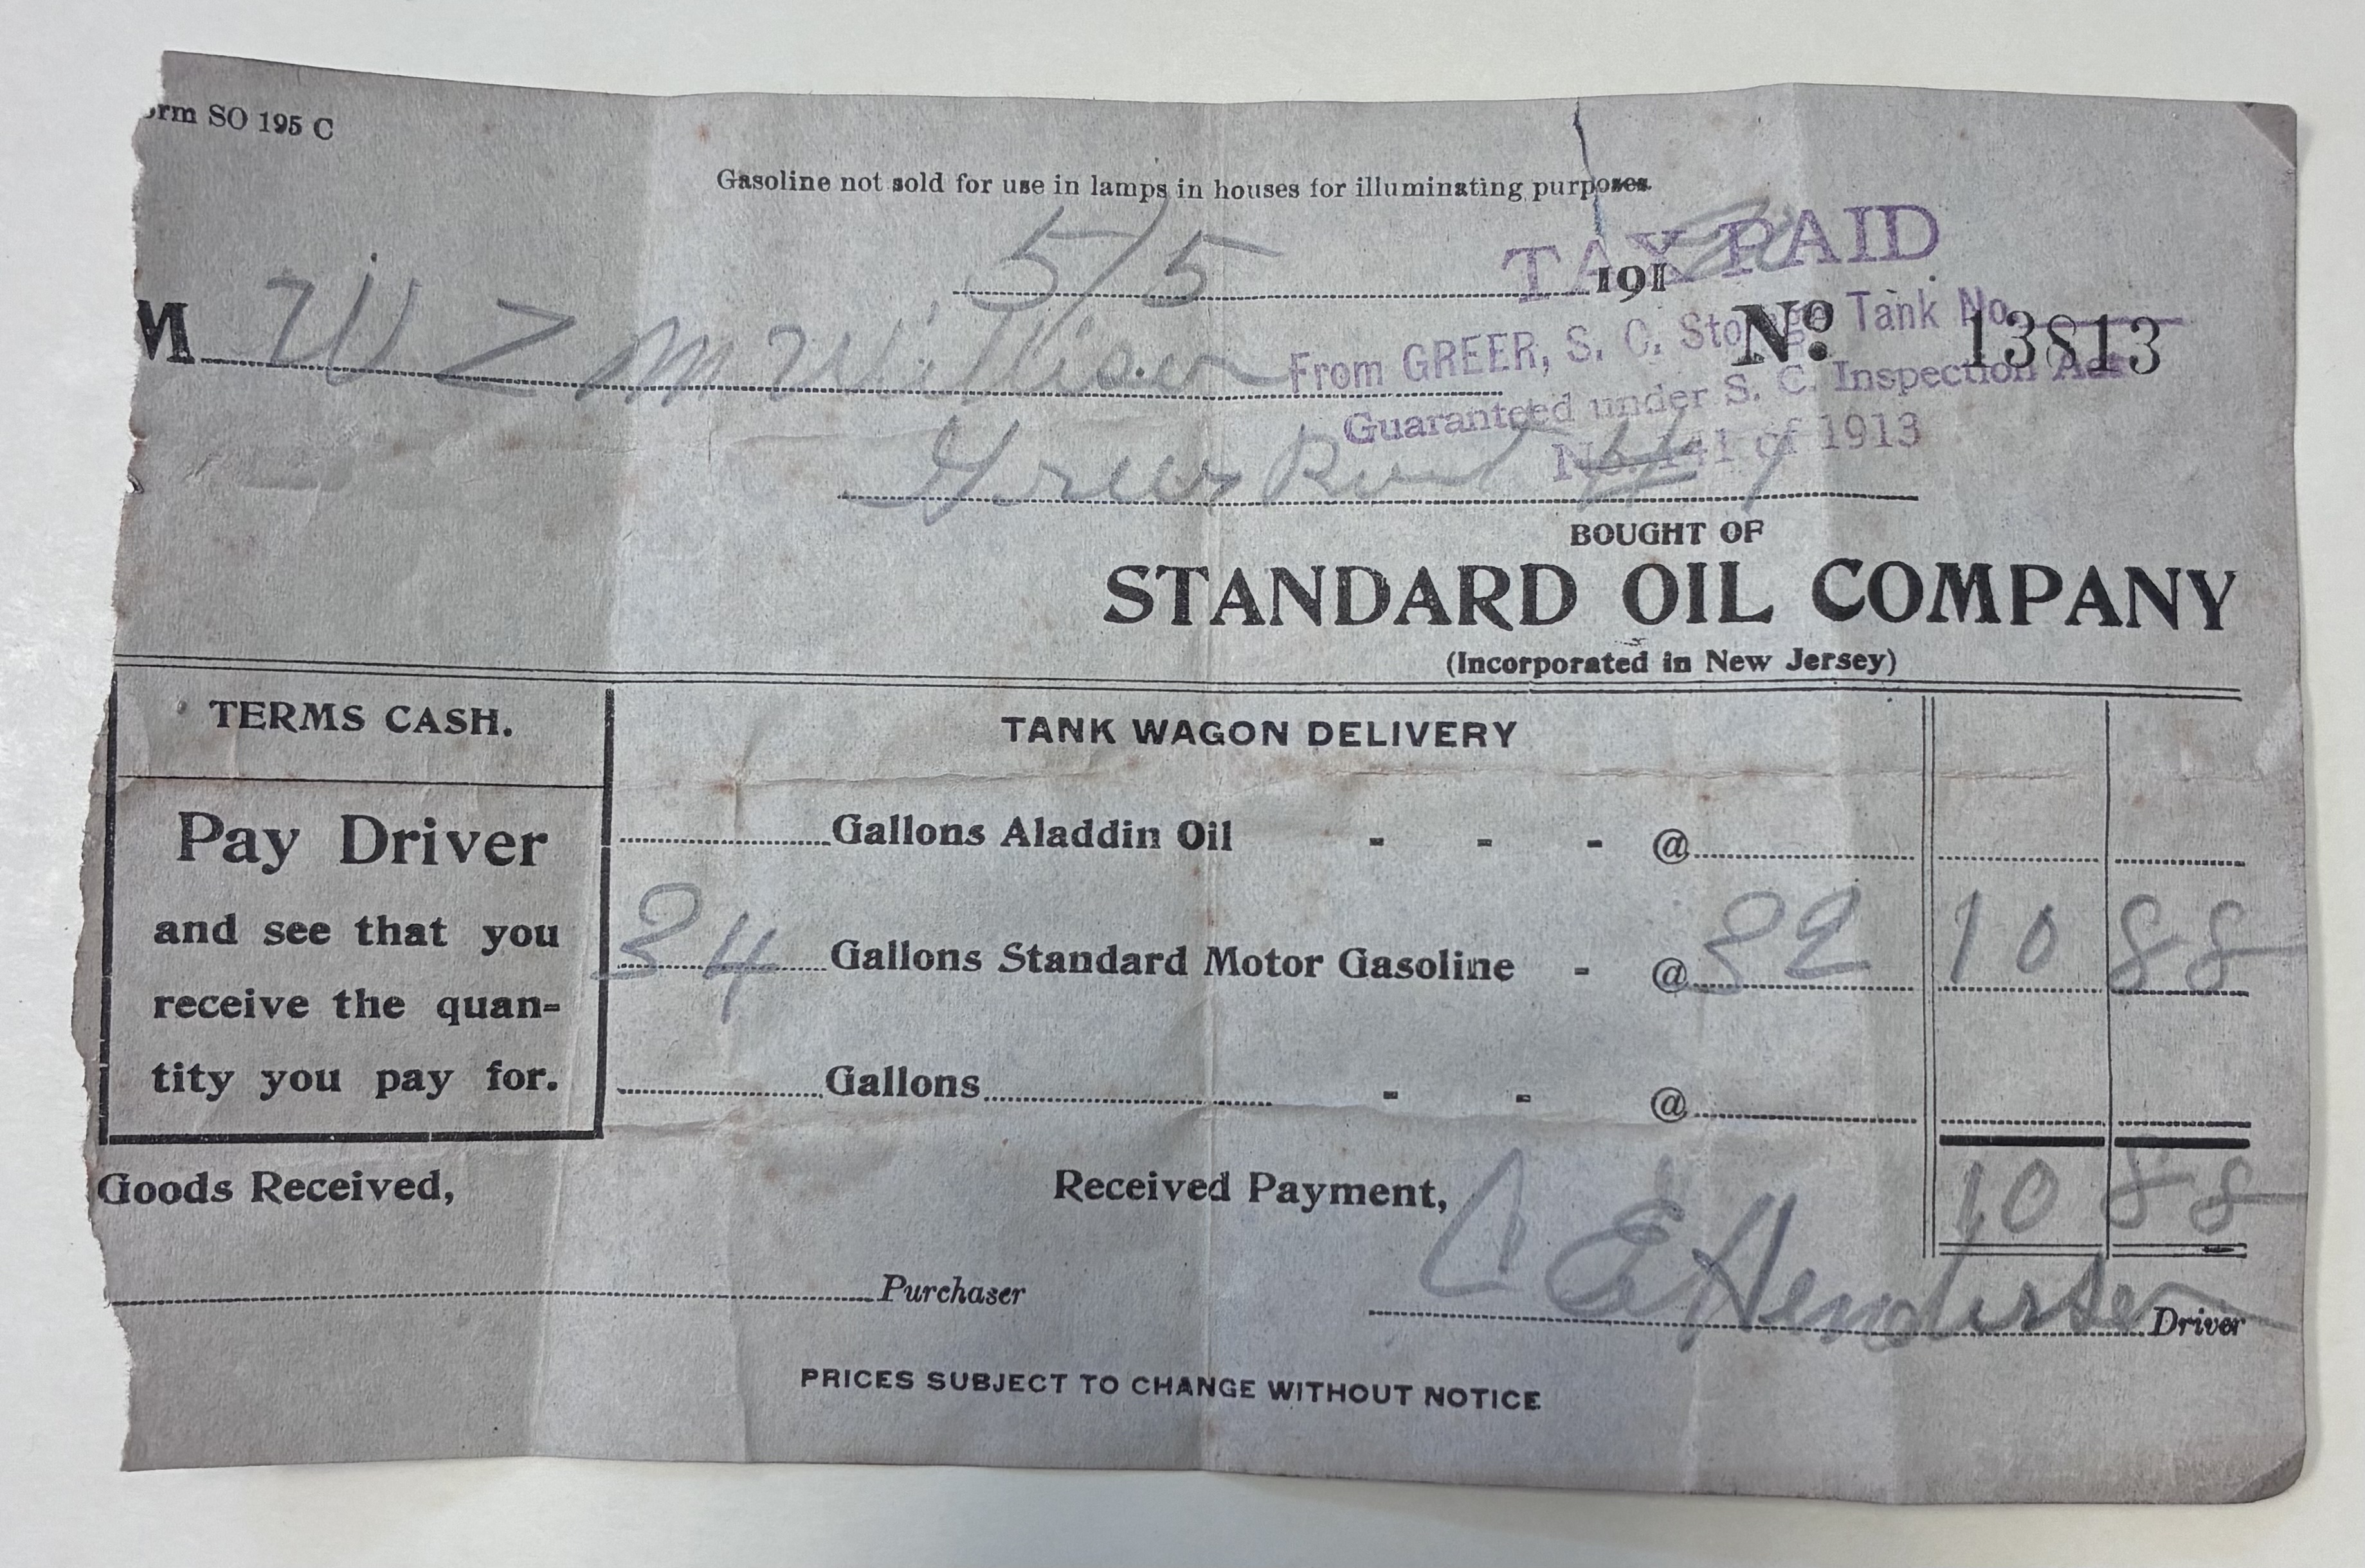 orm SO 195 C
Gasoline not sold for use in lamps in houses for illuminating purposes.
5/5 191
TAX PAID
M W Z M
No. 13813
From GREER, S. C. Storage Tank No.
Guaranteed under S. C. Inspection Act
No. 441 of 1913
Greer
BOUGHT OF
STANDARD OIL COMPANY
(Incorporated in New Jersey)
TERMS CASH.
Pay Driver
and see that you
receive the quan-
tity you pay for.
TANK WAGON DELIVERY
Gallons Aladdin Oil - - - @
34 Gallons Standard Motor Gasoline - @ 32 10 88
Gallons - - @
10 88
Goods Received,
Received Payment,
Purchaser
C E Henderson Driver
PRICES SUBJECT TO CHANGE WITHOUT NOTICE